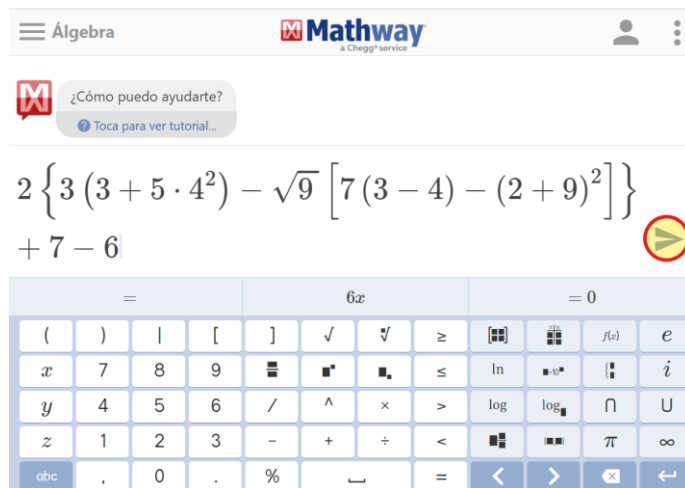 Álgebra
Mathway
a Chegg® service
¿Cómo puedo ayudarte?
? Toca para ver tutorial...
2 {3 (3 + 5 · 4²) − √9 [7 (3 − 4) − (2 + 9)²]}
+ 7 − 6
= 6x = 0
( ) | [ ] √ ∜ ≥ f(x) e
x 7 8 9 ≤ ln i
y 4 5 6 / ^ × > log log ∩ U
z 1 2 3 − + ÷ < π ∞
abc , 0 . % =